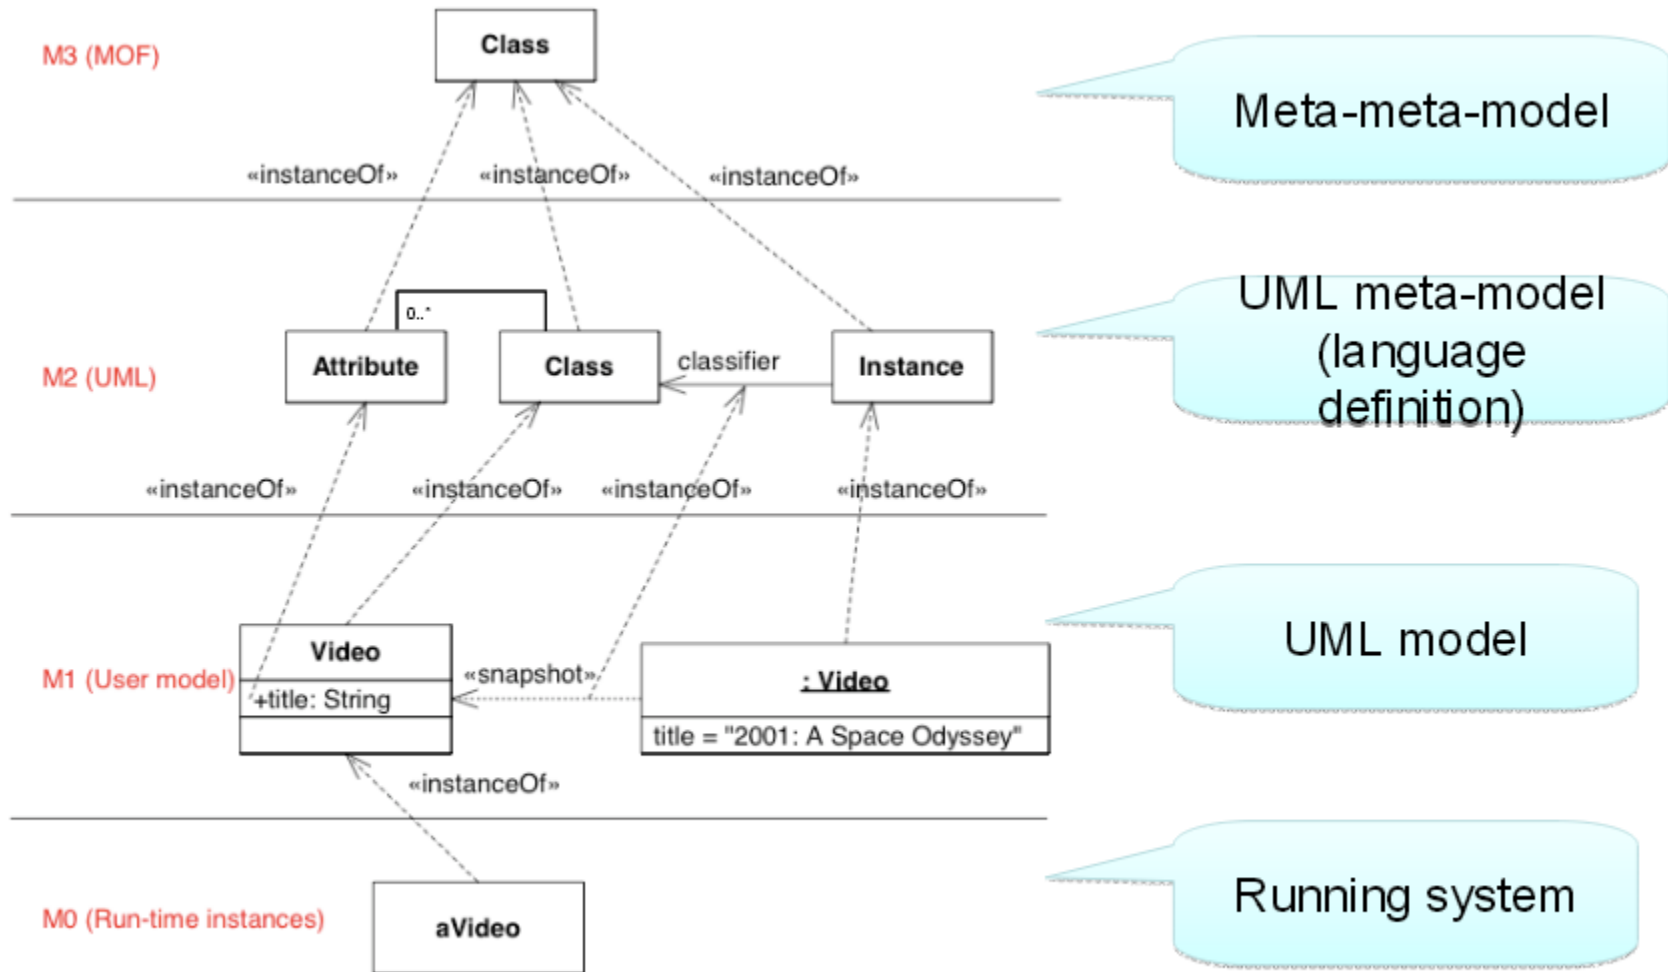 Class
M3 (MOF)
Meta-meta-model
«instanceOf»
«instanceOf»
«instanceOf»
UML meta-model
(language
definition)
0..*
Attribute
Class
classifier
Instance
M2 (UML)
«instanceOf»
«instanceOf»
«instanceOf»
«instanceOf»
UML model
Video
M1 (User model)
+title: String
«snapshot»
: Video
title = "2001: A Space Odyssey"
«instanceOf»
Running system
M0 (Run-time instances)
aVideo